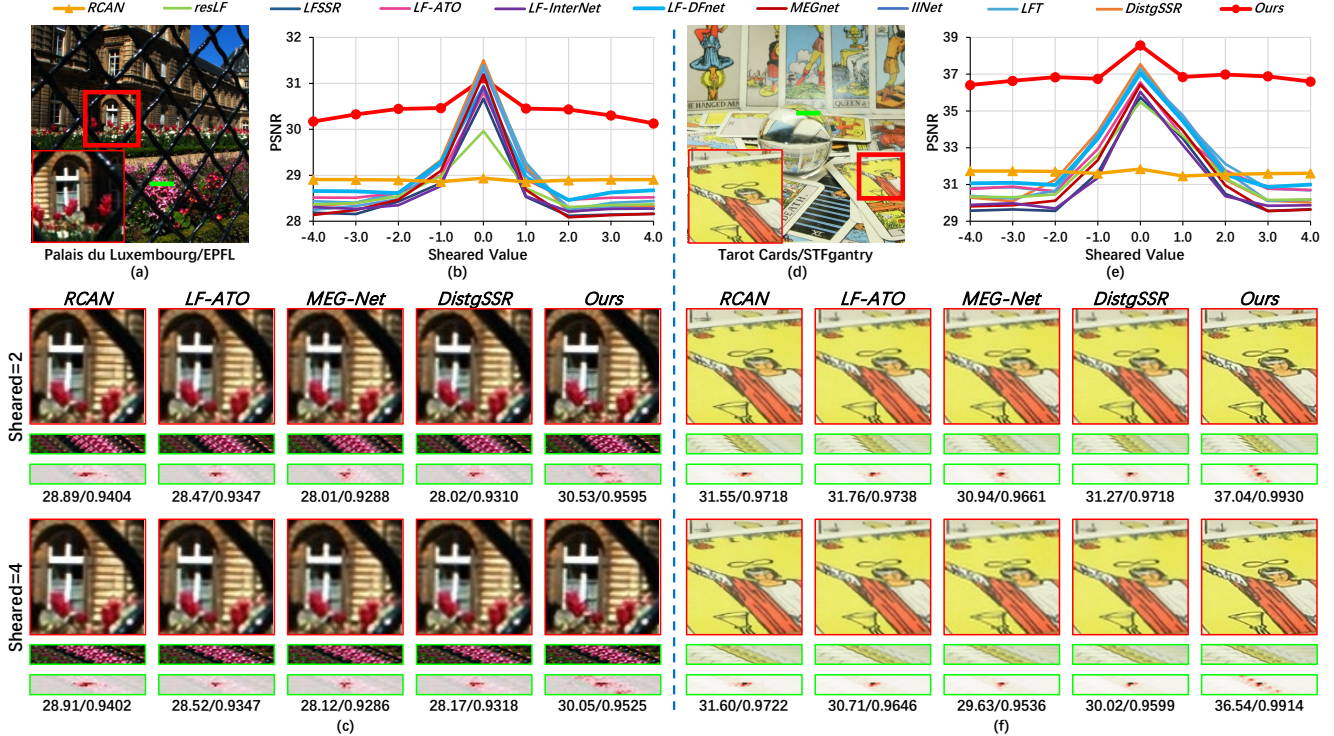 RCAN resLF LFSSR LF-ATO LF-InterNet LF-DFnet MEGnet IINet LFT DistgSSR Ours
32
31
30
29
28
PSNR
-4.0 -3.0 -2.0 -1.0 0.0 1.0 2.0 3.0 4.0
Palais du Luxembourg/EPFL
Sheared Value
(a)
(b)
THE HANGED MAN
QUEEN
DEATH
XI
39
37
35
33
31
29
PSNR
-4.0 -3.0 -2.0 -1.0 0.0 1.0 2.0 3.0 4.0
Tarot Cards/STFgantry
Sheared Value
(d)
(e)
RCAN LF-ATO MEG-Net DistgSSR Ours
RCAN LF-ATO MEG-Net DistgSSR Ours
Sheared=2
28.89/0.9404 28.47/0.9347 28.01/0.9288 28.02/0.9310 30.53/0.9595
31.55/0.9718 31.76/0.9738 30.94/0.9661 31.27/0.9718 37.04/0.9930
Sheared=4
28.91/0.9402 28.52/0.9347 28.12/0.9286 28.17/0.9318 30.05/0.9525
31.60/0.9722 30.71/0.9646 29.63/0.9536 30.02/0.9599 36.54/0.9914
(c)
(f)